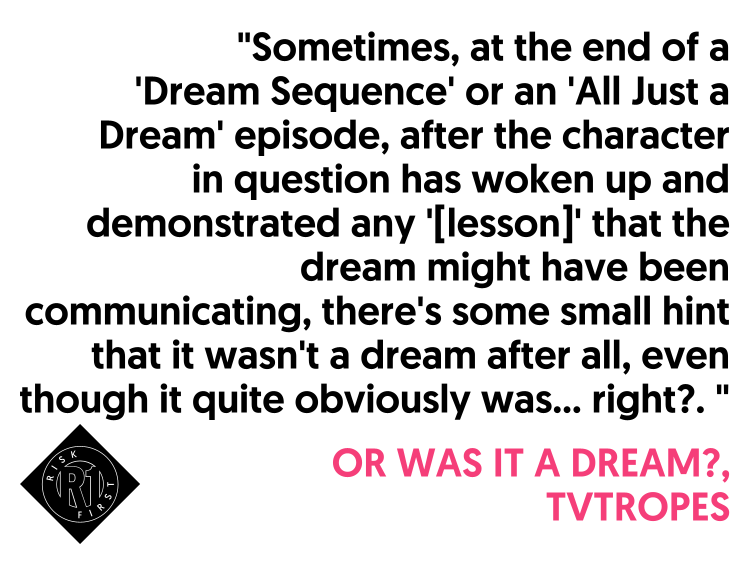 "Sometimes, at the end of a
'Dream Sequence' or an 'All Just a
Dream' episode, after the character
in question has woken up and
demonstrated any '[lesson]' that the
dream might have been
communicating, there's some small hint
that it wasn't a dream after all, even
though it quite obviously was... right?. "
OR WAS IT A DREAM?,
TVTROPES
RISK
R1
FIRST